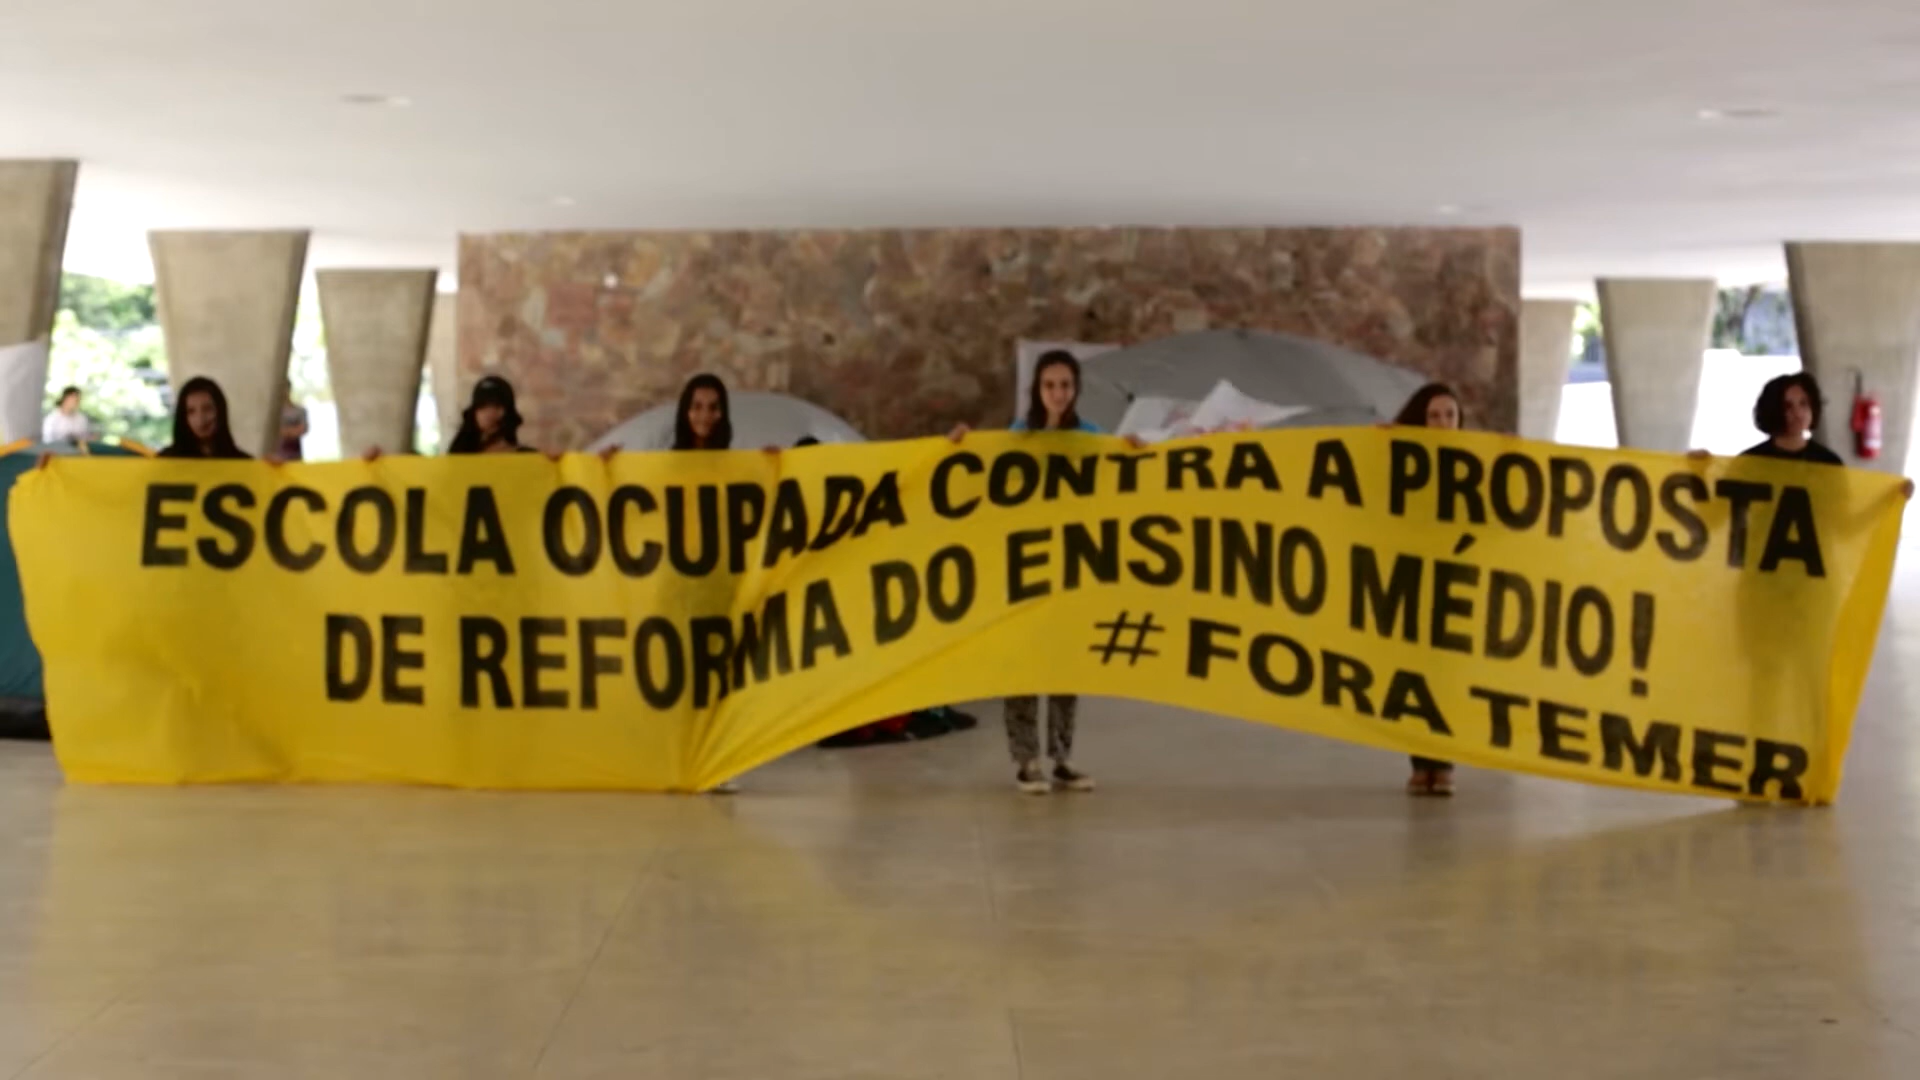 ESCOLA OCUPADA CONTRA A PROPOSTA
DE REFORMA DO ENSINO MÉDIO!
# FORA TEMER